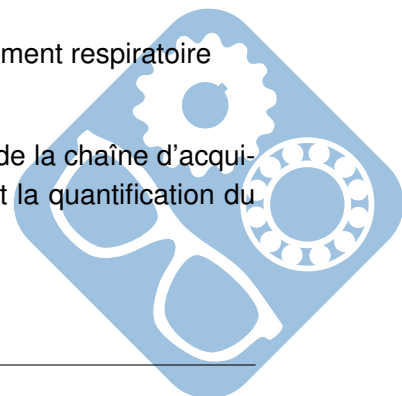 ment respiratoire
de la chaîne d'acqui-
t la quantification du